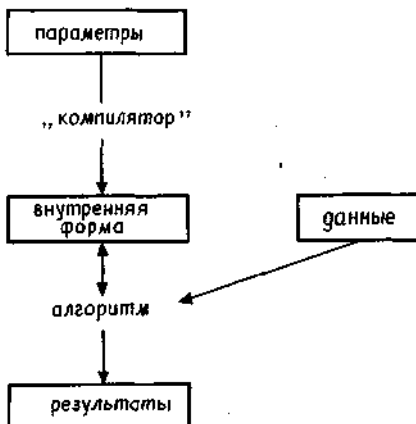 параметры
„компилятор”
внутренняя
форма
данные
алгоритм
результаты